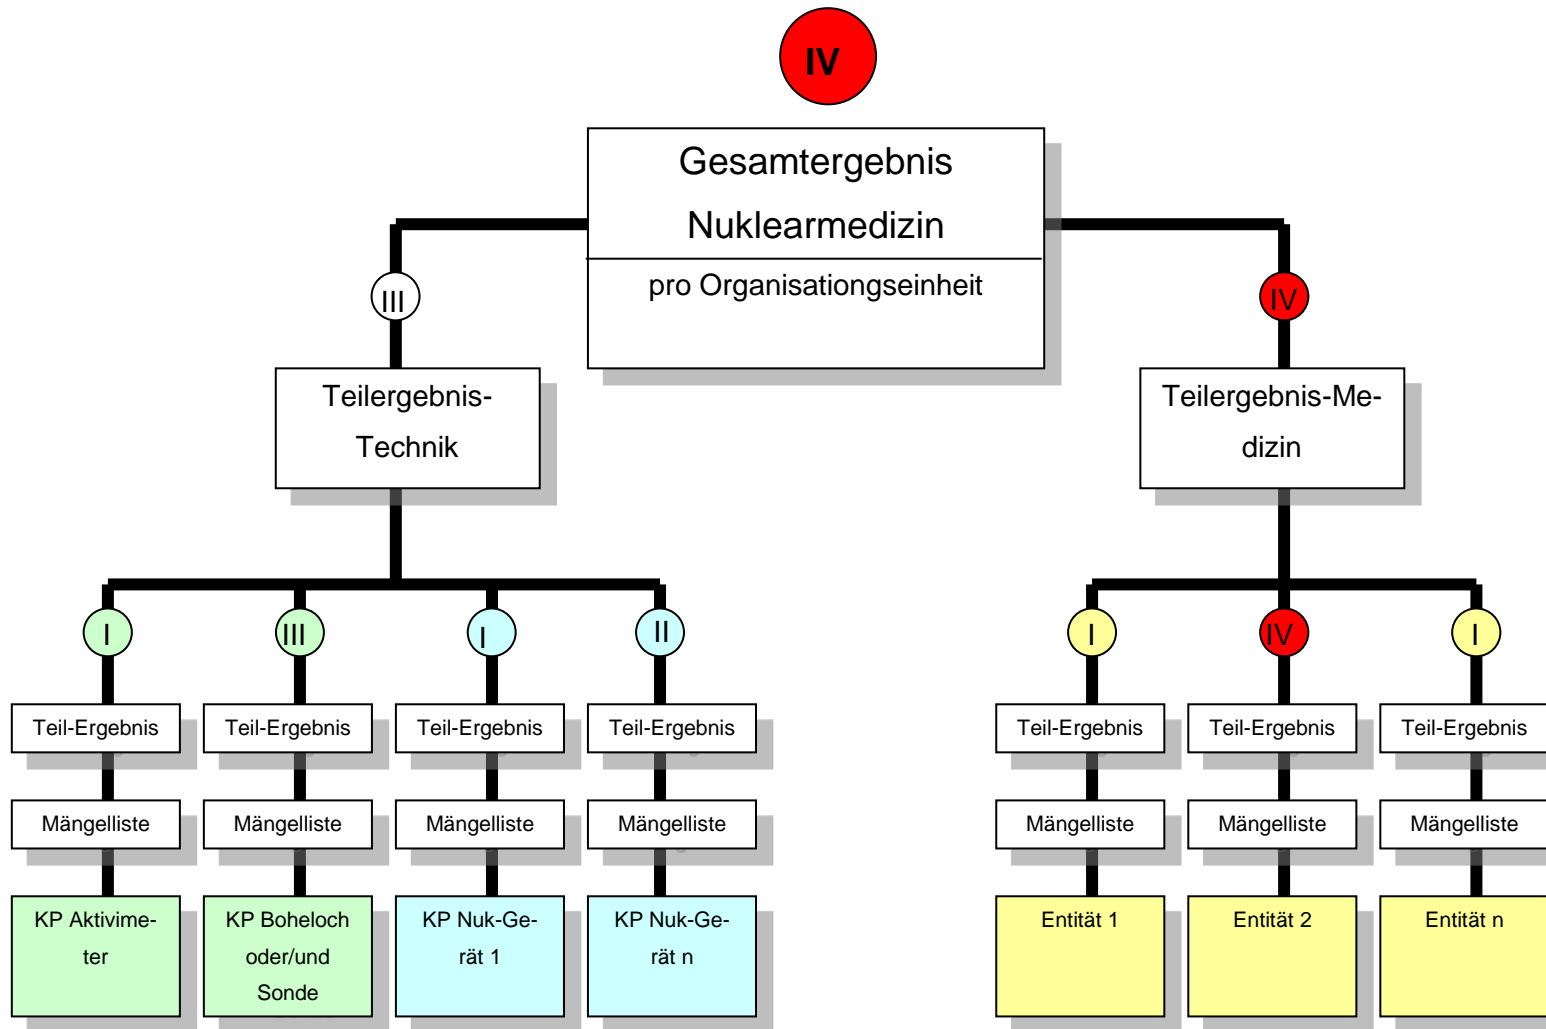 IV
Gesamtergebnis
Nuklearmedizin
pro Organisationgseinheit
III
IV
Teilergebnis-
Technik
Teilergebnis-Me-
dizin
I
III
I
II
I
IV
I
Teil-Ergebnis
Teil-Ergebnis
Teil-Ergebnis
Teil-Ergebnis
Teil-Ergebnis
Teil-Ergebnis
Teil-Ergebnis
Mängelliste
Mängelliste
Mängelliste
Mängelliste
Mängelliste
Mängelliste
Mängelliste
KP Aktivime-
ter
KP Boheloch
oder/und
Sonde
KP Nuk-Ge-
rät 1
KP Nuk-Ge-
rät n
Entität 1
Entität 2
Entität n